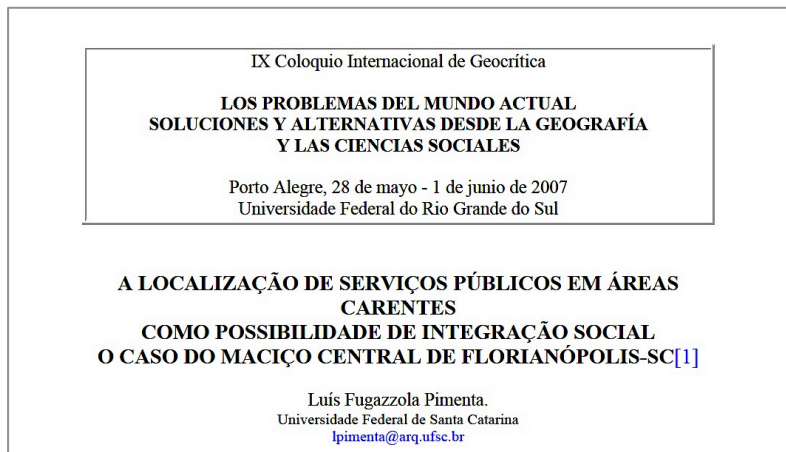 IX Coloquio Internacional de Geocrítica
LOS PROBLEMAS DEL MUNDO ACTUAL
SOLUCIONES Y ALTERNATIVAS DESDE LA GEOGRAFÍA
Y LAS CIENCIAS SOCIALES
Porto Alegre, 28 de mayo - 1 de junio de 2007
Universidade Federal do Rio Grande do Sul
A LOCALIZAÇÃO DE SERVIÇOS PÚBLICOS EM ÁREAS
CARENTES
COMO POSSIBILIDADE DE INTEGRAÇÃO SOCIAL
O CASO DO MACIÇO CENTRAL DE FLORIANÓPOLIS-SC[1]
Luís Fugazzola Pimenta.
Universidade Federal de Santa Catarina
lpimenta@arq.ufsc.br